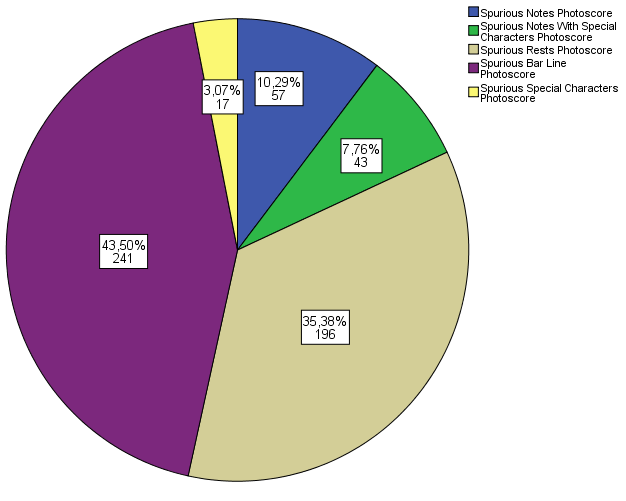 Spurious Notes Photoscore
Spurious Notes With Special
Characters Photoscore
Spurious Rests Photoscore
Spurious Bar Line
Photoscore
Spurious Special Characters
Photoscore
3,07%
17
10,29%
57
7,76%
43
43,50%
241
35,38%
196